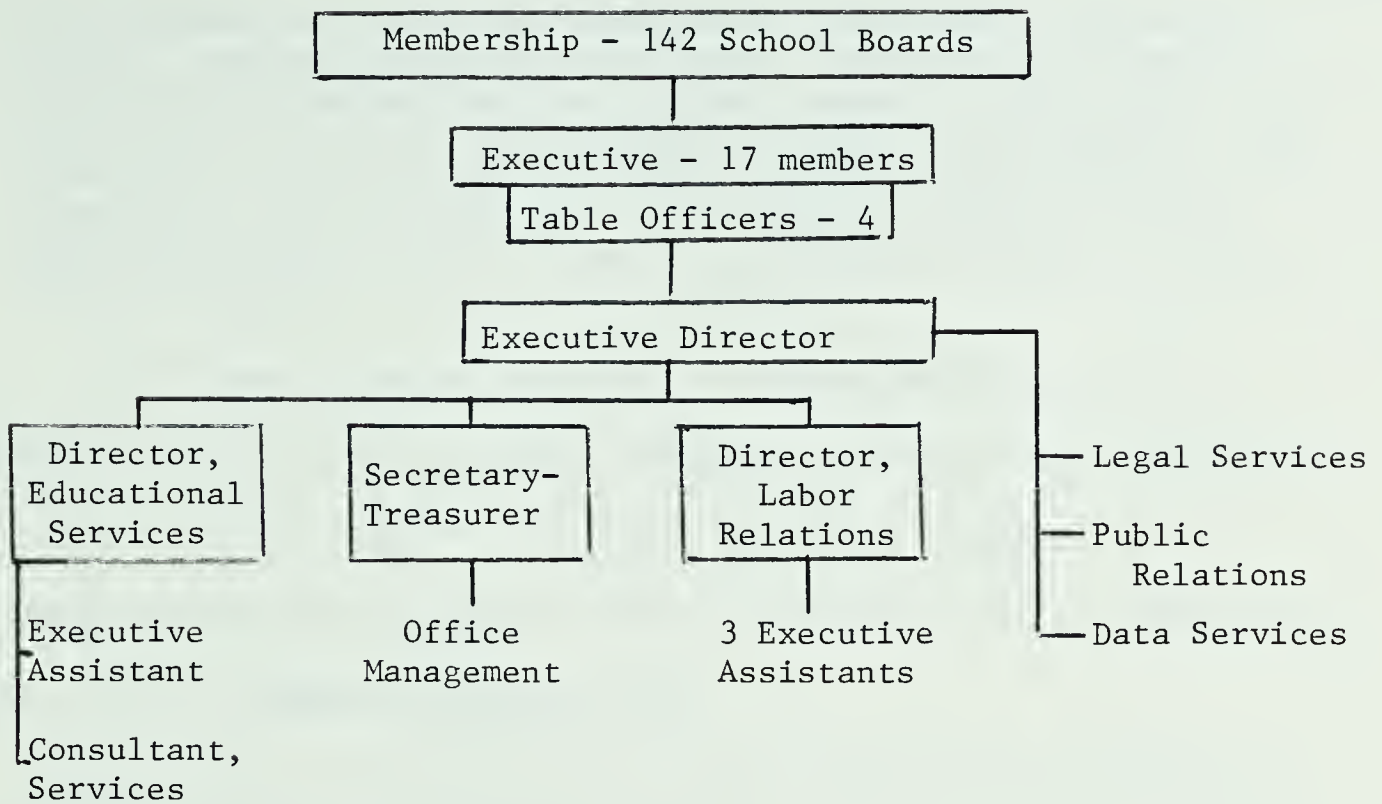 Membership - 142 School Boards
Executive - 17 members
Table Officers - 4
Executive Director
Director,
Educational
Services
Secretary-
Treasurer
Director,
Labor
Relations
Legal Services
Public
Relations
Data Services
Executive
Assistant
Office
Management
3 Executive
Assistants
Consultant,
Services